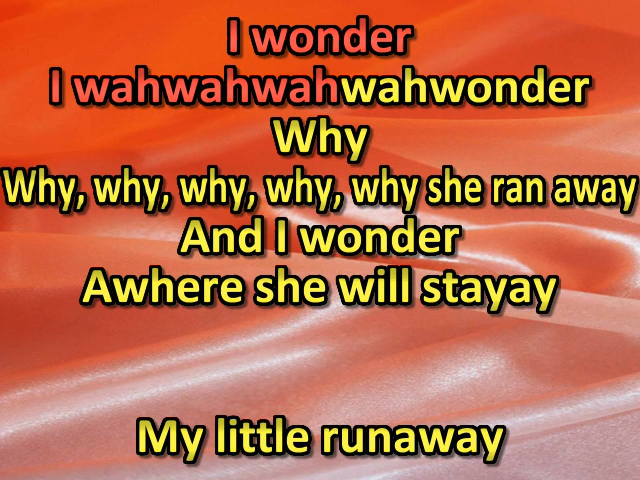 I wonder
I wahwahwahwahwonder
Why
Why, why, why, why, why she ran away
And I wonder
Awhere she will stayay
My little runaway